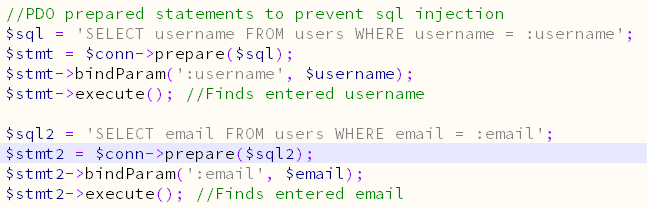 //PDO prepared statements to prevent sql injection
$sql = 'SELECT username FROM users WHERE username = :username';
$stmt = $conn->prepare($sql);
$stmt->bindParam(':username', $username);
$stmt->execute(); //Finds entered username
$sql2 = 'SELECT email FROM users WHERE email = :email';
$stmt2 = $conn->prepare($sql2);
$stmt2->bindParam(':email', $email);
$stmt2->execute(); //Finds entered email